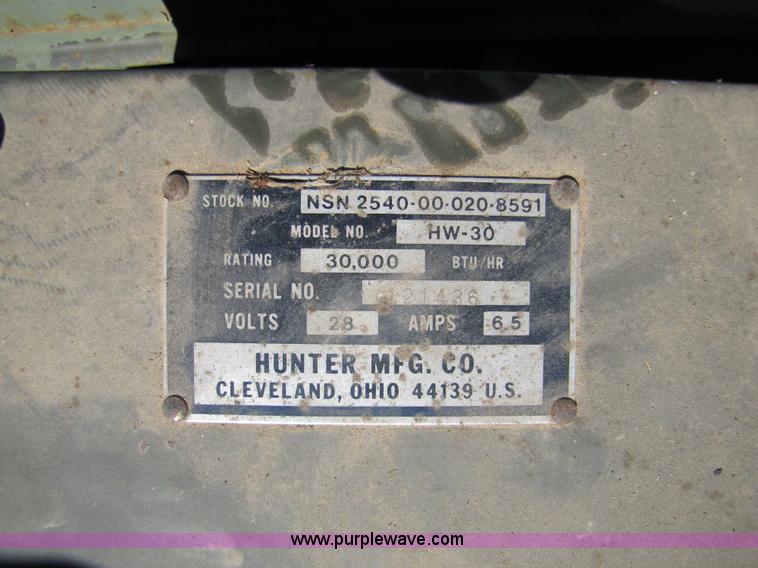 STOCK NO. NSN 2540-00-020-8591
MODEL NO. HW-30
RATING 30,000 BTU/HR
SERIAL NO. 21436
VOLTS 28 AMPS 6.5
HUNTER MFG. CO.
CLEVELAND, OHIO 44139 U.S.
www.purplewave.com